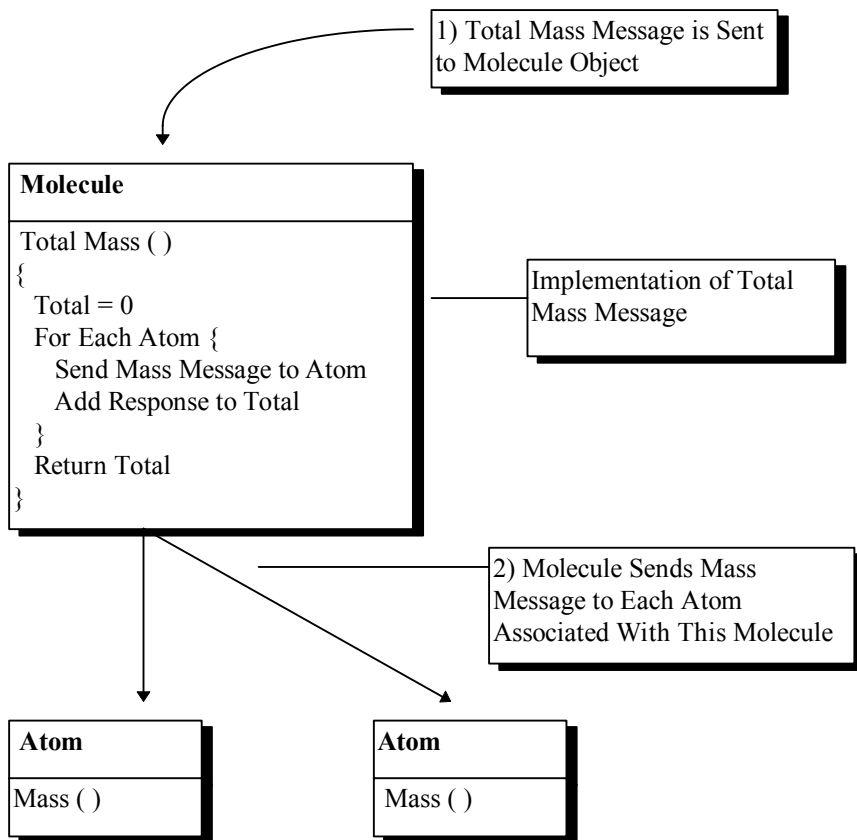 1) Total Mass Message is Sent
to Molecule Object
Molecule
Total Mass ( )
{
Total = 0
For Each Atom {
Send Mass Message to Atom
Add Response to Total
}
Return Total
}
Implementation of Total
Mass Message
2) Molecule Sends Mass
Message to Each Atom
Associated With This Molecule
Atom
Mass ( )
Atom
Mass ( )